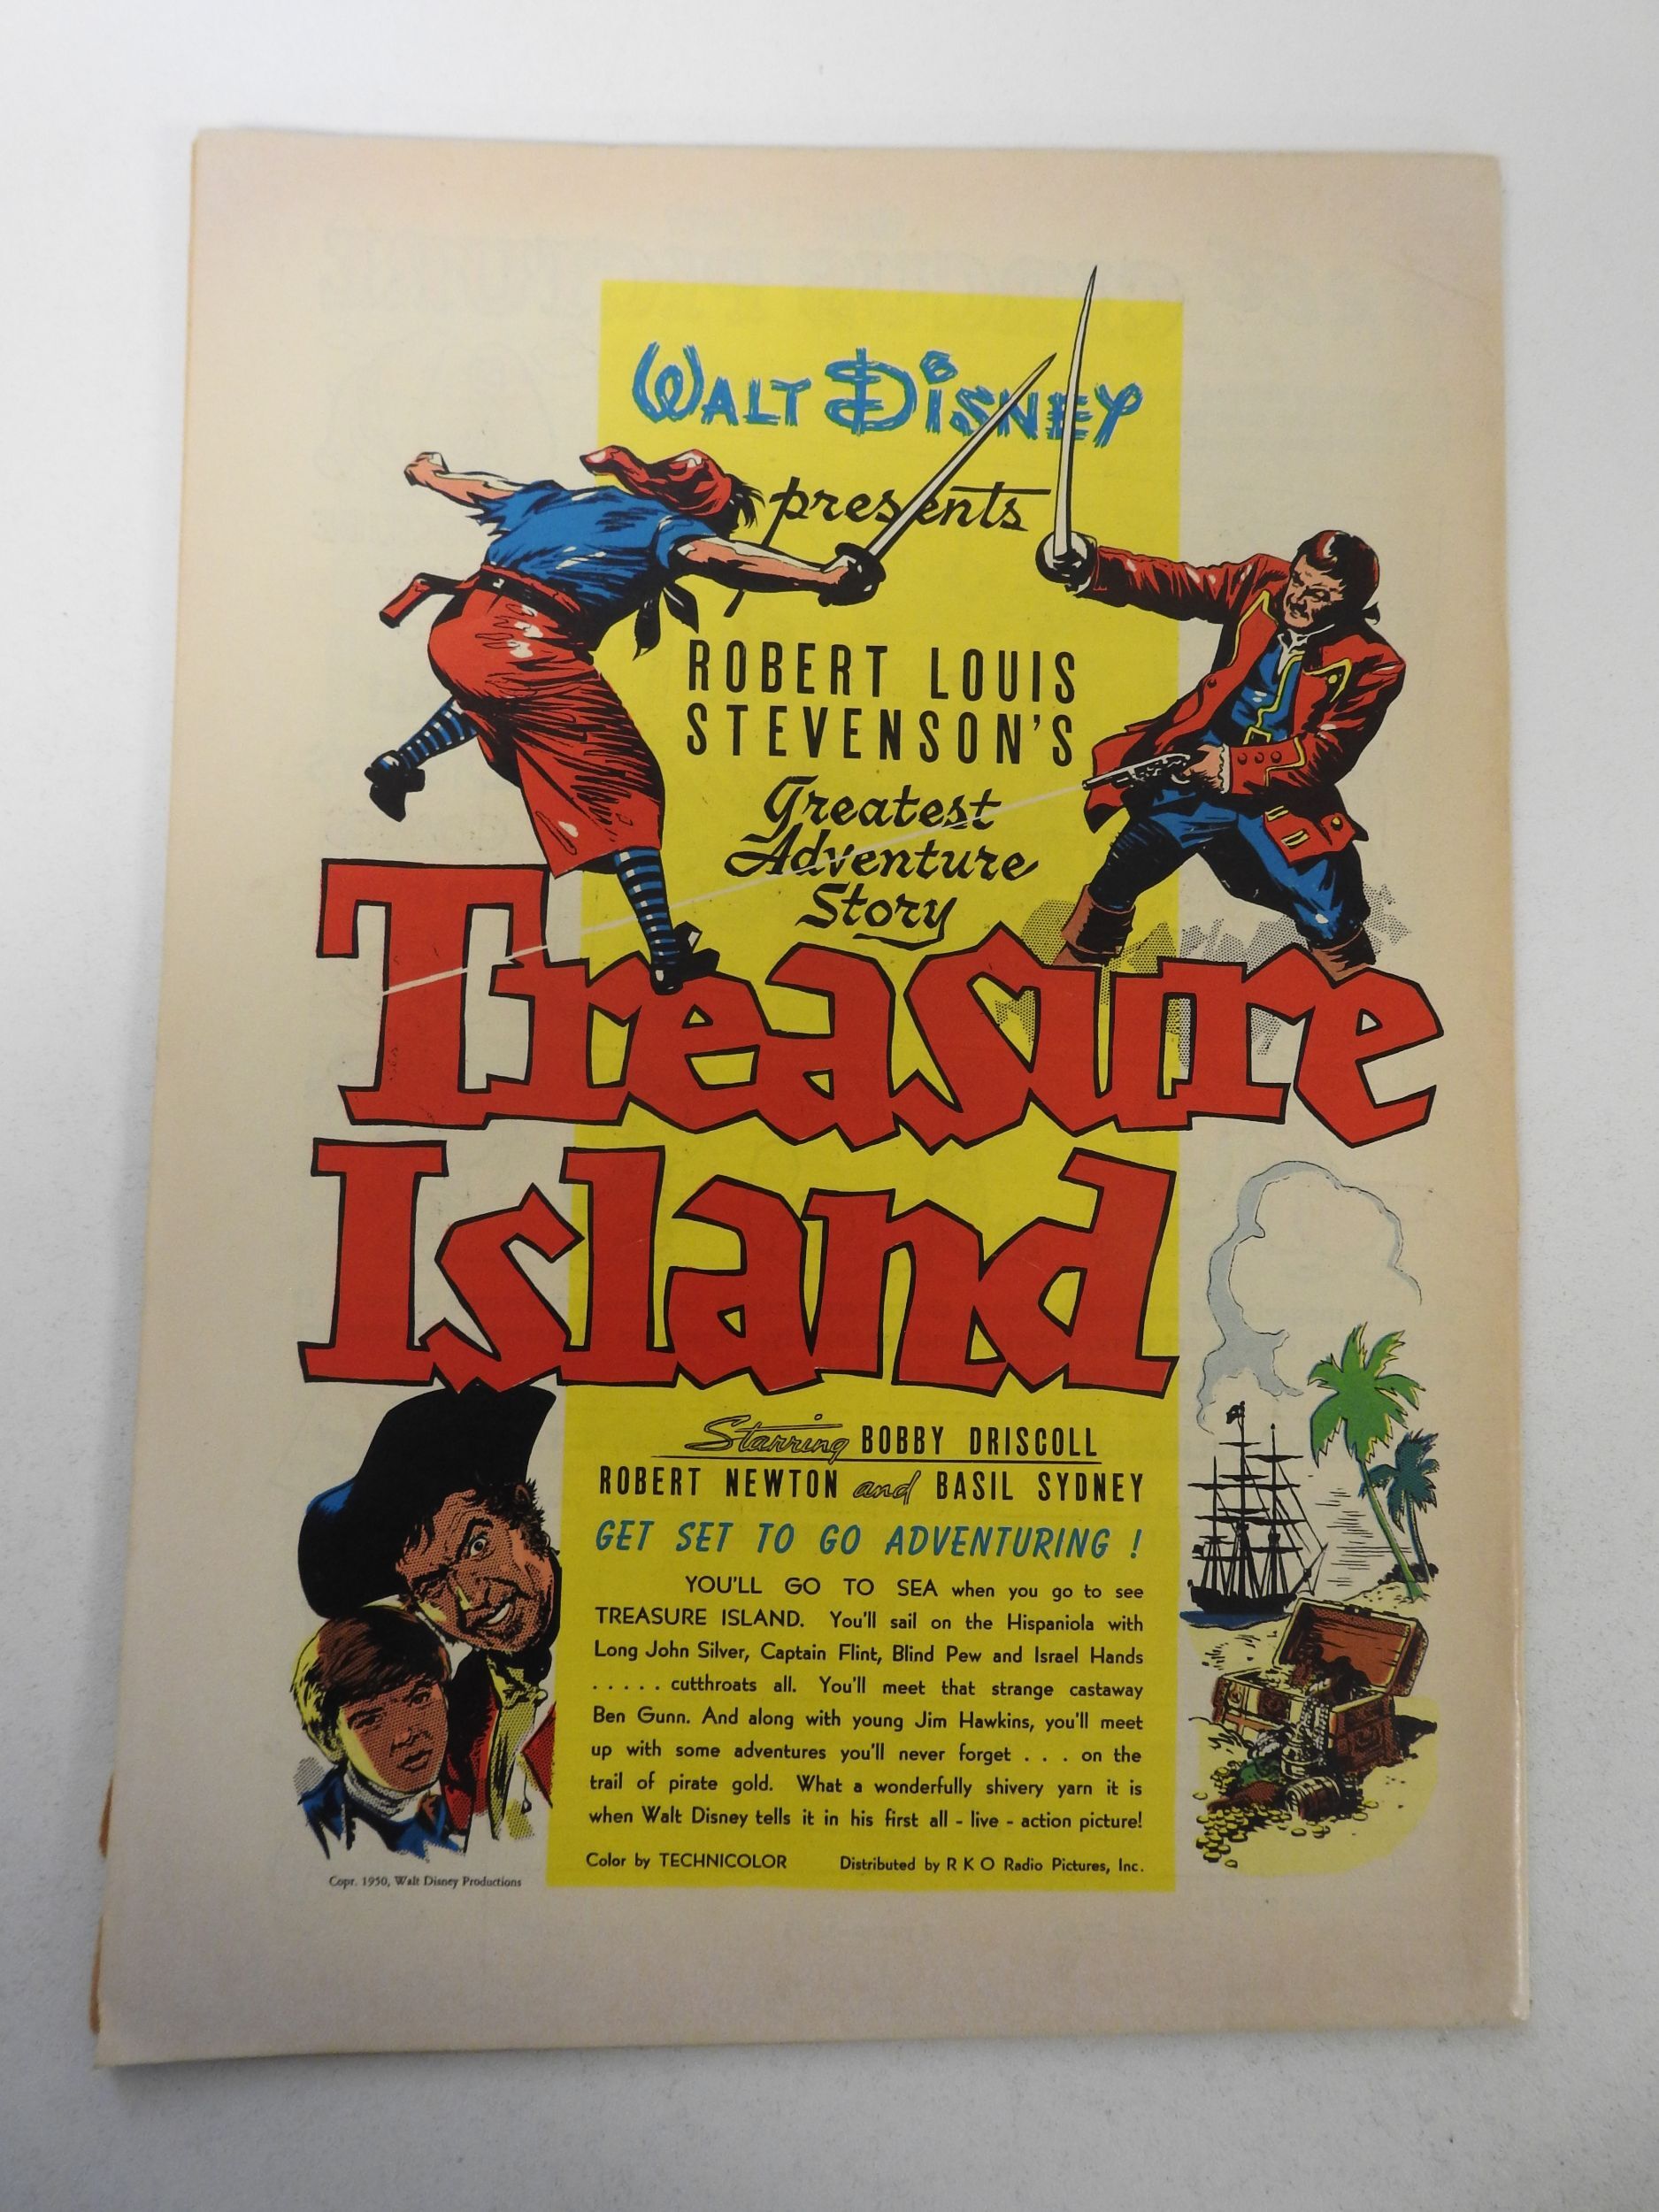 WALT DISNEY
presents
ROBERT LOUIS
STEVENSON'S
Greatest
Adventure
Story
Treasure
Island
Starring BOBBY DRISCOLL
ROBERT NEWTON and BASIL SYDNEY
GET SET TO GO ADVENTURING !
YOU'LL GO TO SEA when you go to see
TREASURE ISLAND. You'll sail on the Hispaniola with
Long John Silver, Captain Flint, Blind Pew and Israel Hands
. . . . . cutthroats all. You'll meet that strange castaway
Ben Gunn. And along with young Jim Hawkins, you'll meet
up with some adventures you'll never forget . . . on the
trail of pirate gold. What a wonderfully shivery yarn it is
when Walt Disney tells it in his first all - live - action picture!
Color by TECHNICOLOR Distributed by R K O Radio Pictures, Inc.
Copr. 1950, Walt Disney Productions